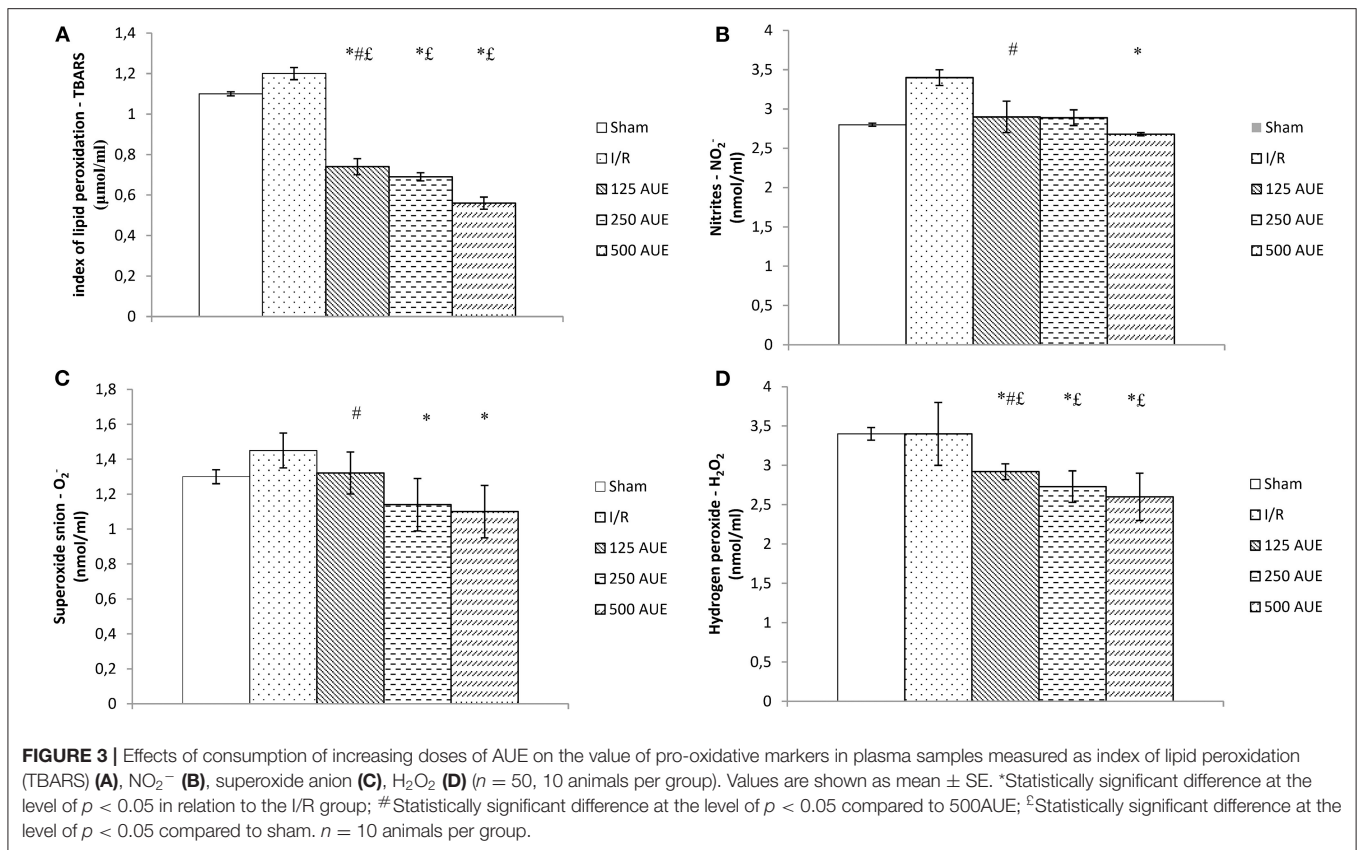 A
1,4
1,2
1
0,8
0,6
0,4
0,2
0
index of lipid peroxidation - TBARS
(µmol/ml)
*#£
*£
*£
Sham
I/R
125 AUE
250 AUE
500 AUE
B
4
3,5
3
2,5
2
1,5
1
0,5
0
Nitrites - NO₂⁻
(nmol/ml)
#
*
Sham
I/R
125 AUE
250 AUE
500 AUE
C
1,8
1,6
1,4
1,2
1
0,8
0,6
0,4
0,2
0
Superoxide snion - O₂⁻
(nmol/ml)
#
*
*
Sham
I/R
125 AUE
250 AUE
500 AUE
D
4
3,5
3
2,5
2
1,5
1
0,5
0
Hydrogen peroxide - H₂O₂
(nmol/ml)
*#£
*£
*£
Sham
I/R
125 AUE
250 AUE
500 AUE
FIGURE 3 | Effects of consumption of increasing doses of AUE on the value of pro-oxidative markers in plasma samples measured as index of lipid peroxidation
(TBARS) (A), NO₂⁻ (B), superoxide anion (C), H₂O₂ (D) (n = 50, 10 animals per group). Values are shown as mean ± SE. *Statistically significant difference at the
level of p < 0.05 in relation to the I/R group; #Statistically significant difference at the level of p < 0.05 compared to 500AUE; £Statistically significant difference at the
level of p < 0.05 compared to sham. n = 10 animals per group.